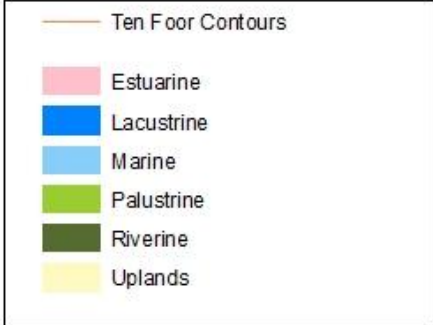 Ten Foor Contours
Estuarine
Lacustrine
Marine
Palustrine
Riverine
Uplands